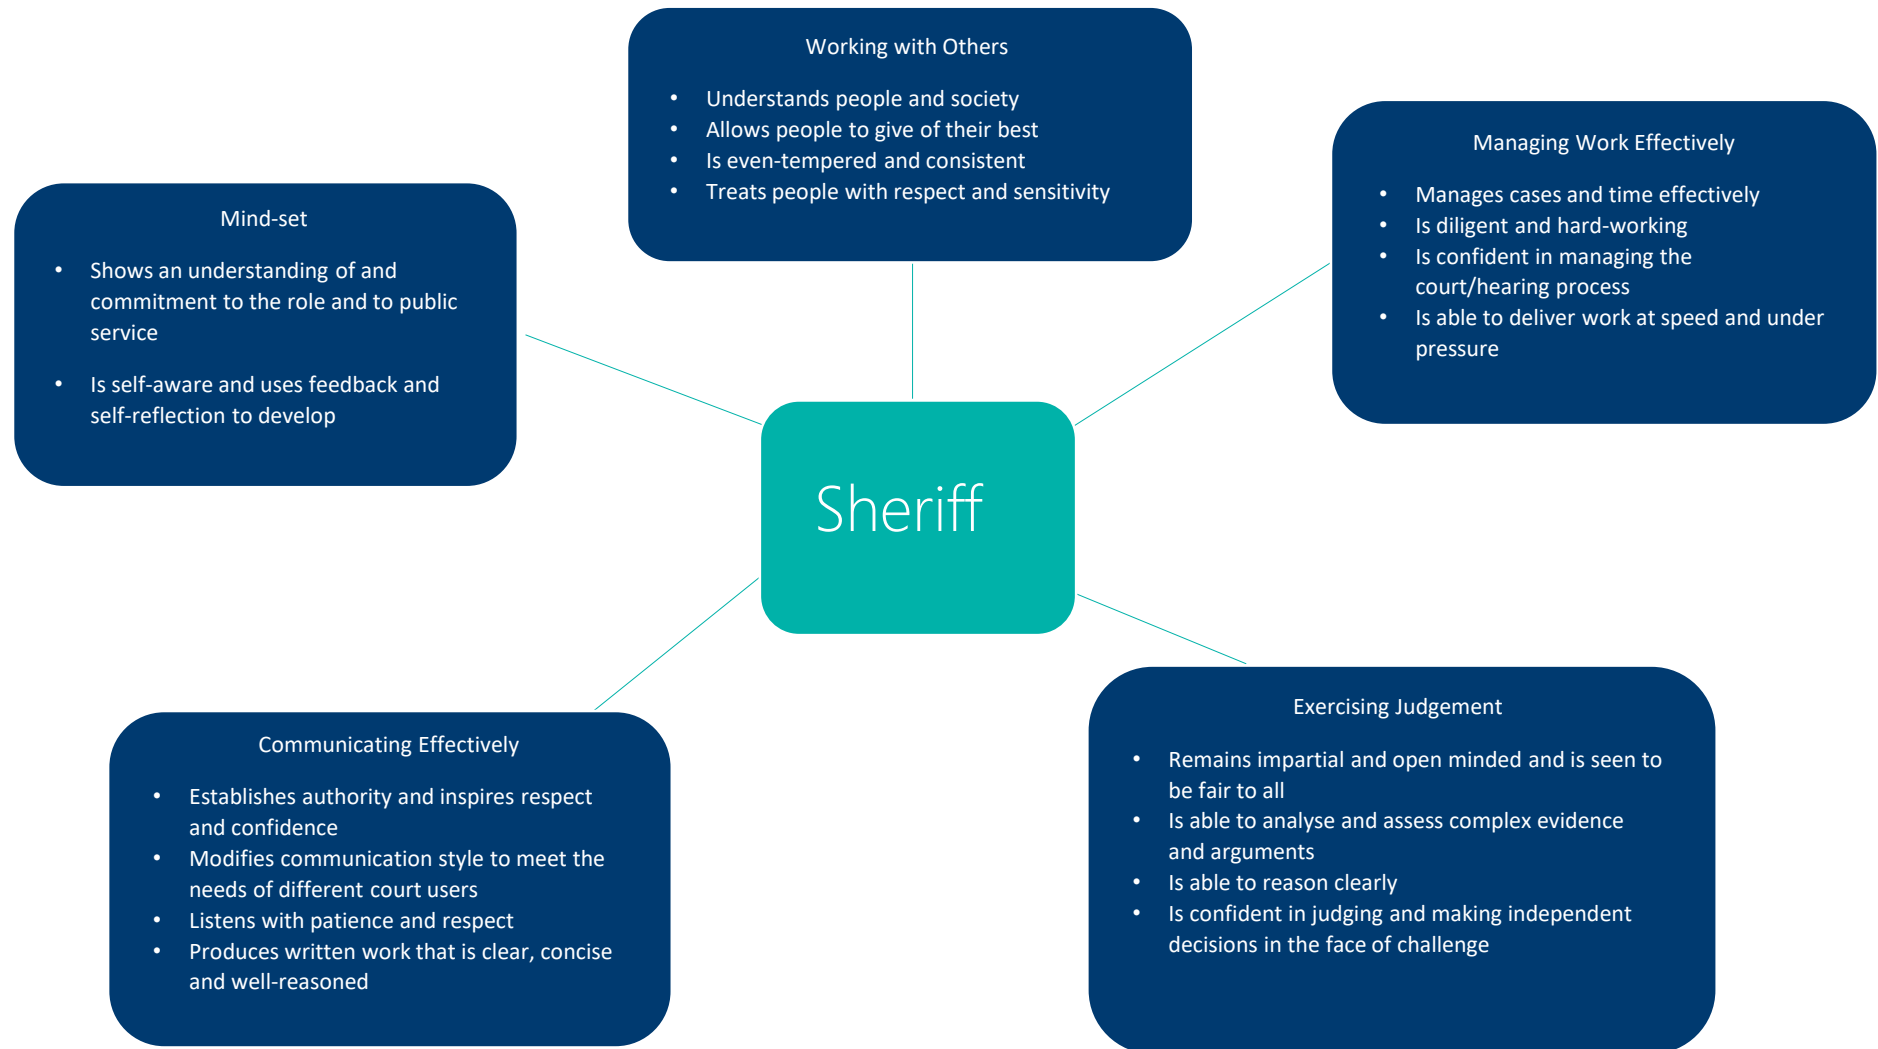 Working with Others
• Understands people and society
• Allows people to give of their best
• Is even-tempered and consistent
• Treats people with respect and sensitivity
Managing Work Effectively
• Manages cases and time effectively
• Is diligent and hard-working
• Is confident in managing the
court/hearing process
• Is able to deliver work at speed and under
pressure
Mind-set
• Shows an understanding of and
commitment to the role and to public
service
• Is self-aware and uses feedback and
self-reflection to develop
Sheriff
Communicating Effectively
• Establishes authority and inspires respect
and confidence
• Modifies communication style to meet the
needs of different court users
• Listens with patience and respect
• Produces written work that is clear, concise
and well-reasoned
Exercising Judgement
• Remains impartial and open minded and is seen to
be fair to all
• Is able to analyse and assess complex evidence
and arguments
• Is able to reason clearly
• Is confident in judging and making independent
decisions in the face of challenge